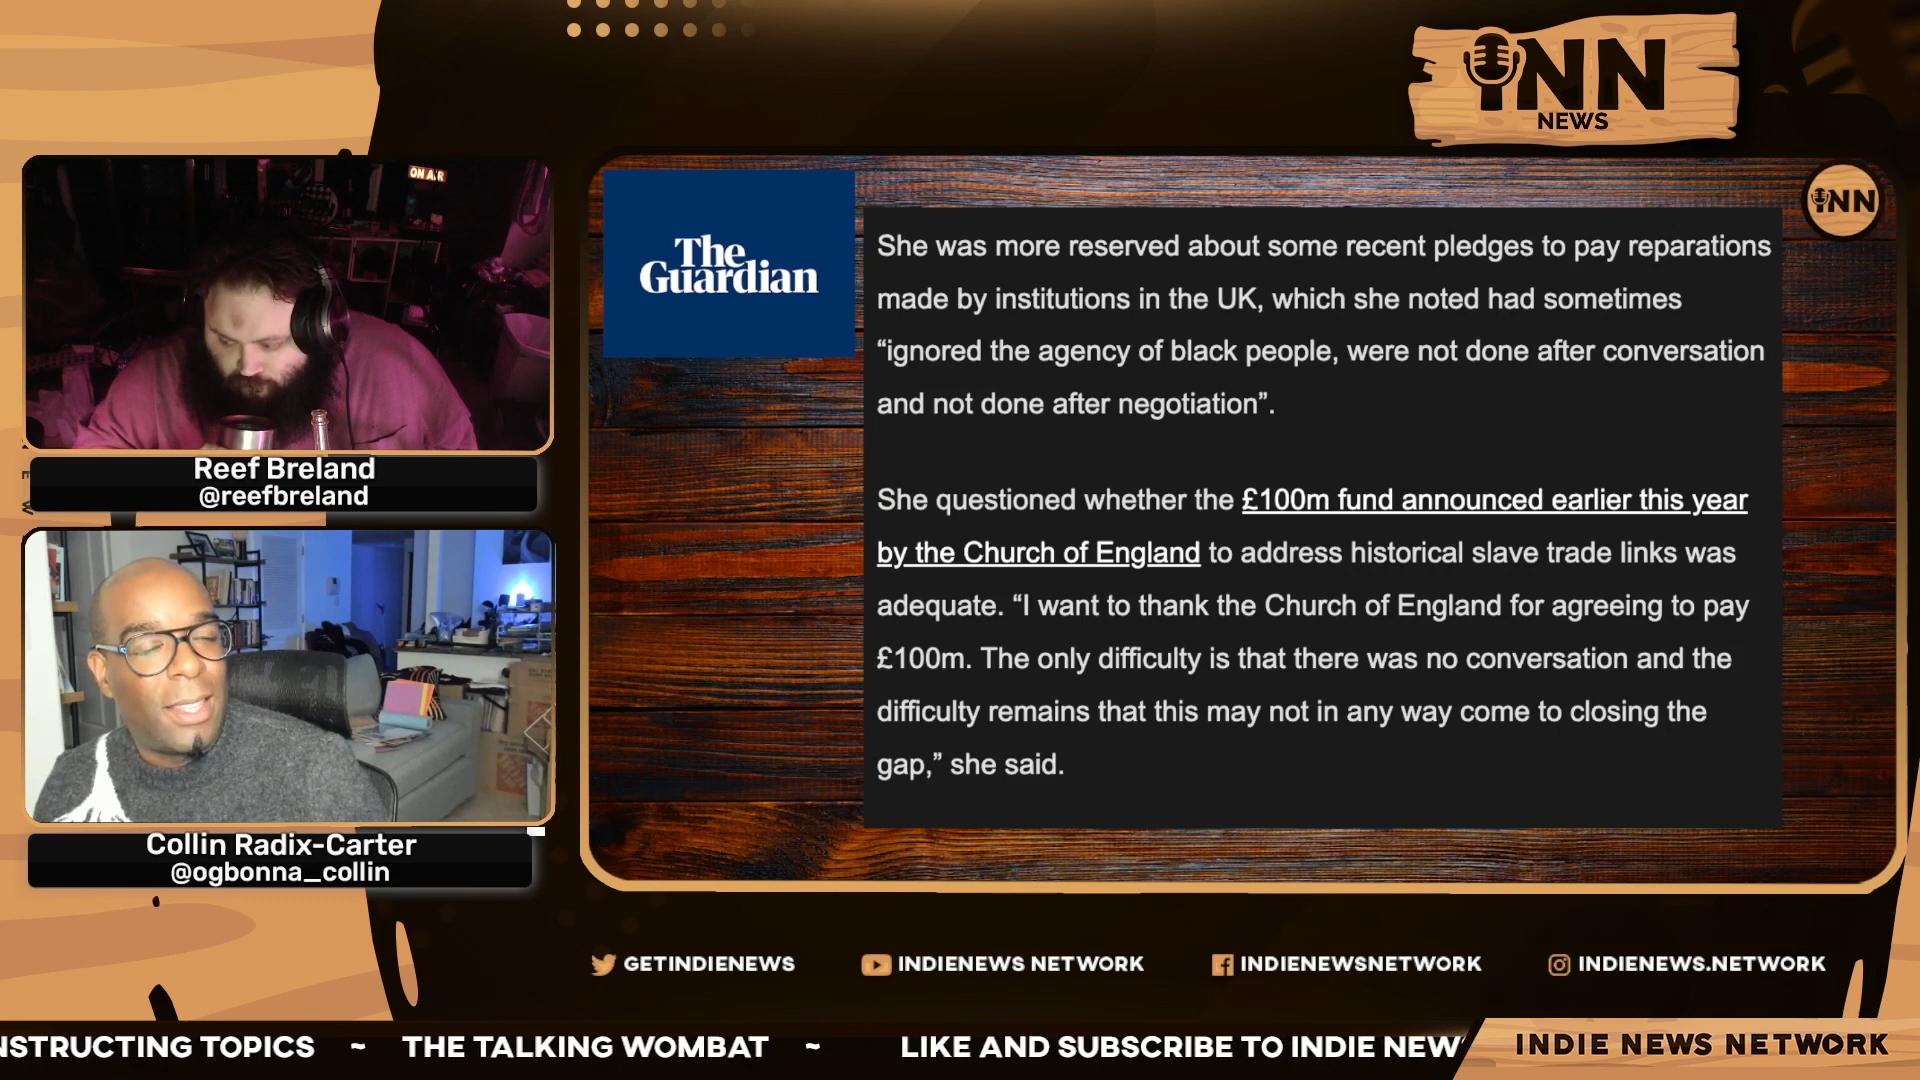 iNN
NEWS
ON AIR
The
Guardian
iNN
She was more reserved about some recent pledges to pay reparations
made by institutions in the UK, which she noted had sometimes
“ignored the agency of black people, were not done after conversation
and not done after negotiation”.
She questioned whether the £100m fund announced earlier this year
by the Church of England to address historical slave trade links was
adequate. “I want to thank the Church of England for agreeing to pay
£100m. The only difficulty is that there was no conversation and the
difficulty remains that this may not in any way come to closing the
gap,” she said.
Reef Breland
@reefbreland
Collin Radix-Carter
@ogbonna_collin
GETINDIENEWS
INDIENEWS NETWORK
INDIENEWSNETWORK
INDIENEWS.NETWORK
NSTRUCTING TOPICS ~ THE TALKING WOMBAT ~ LIKE AND SUBSCRIBE TO INDIE NEW
INDIE NEWS NETWORK